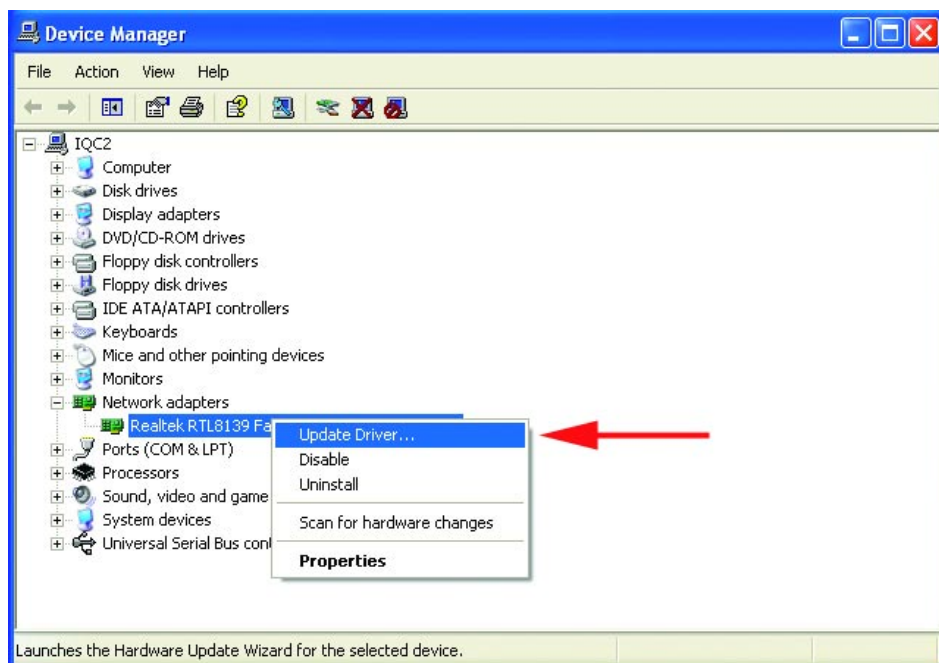 Device Manager
File Action View Help
IQC2
Computer
Disk drives
Display adapters
DVD/CD-ROM drives
Floppy disk controllers
Floppy disk drives
IDE ATA/ATAPI controllers
Keyboards
Mice and other pointing devices
Monitors
Network adapters
Realtek RTL8139 Fa
Update Driver...
Ports (COM & LPT)
Disable
Processors
Uninstall
Sound, video and game
System devices
Scan for hardware changes
Universal Serial Bus cont
Properties
Launches the Hardware Update Wizard for the selected device.